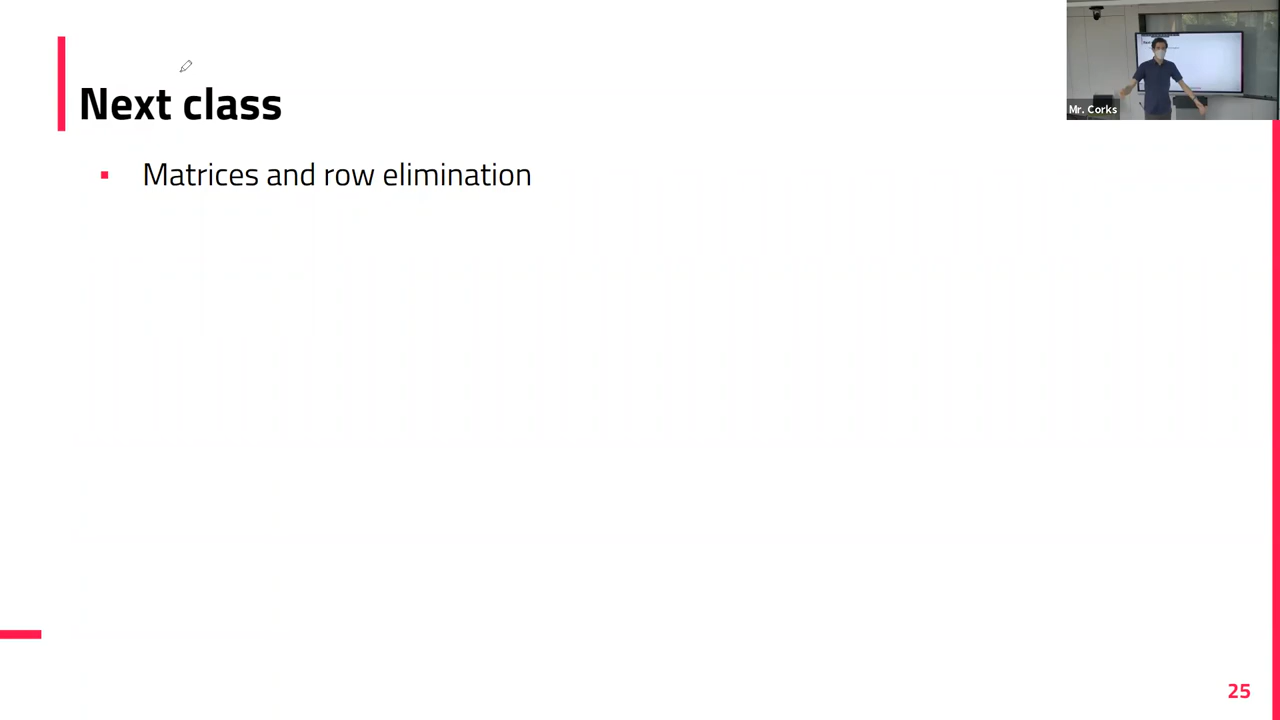 Next class
Mr. Corks
▪ Matrices and row elimination
25